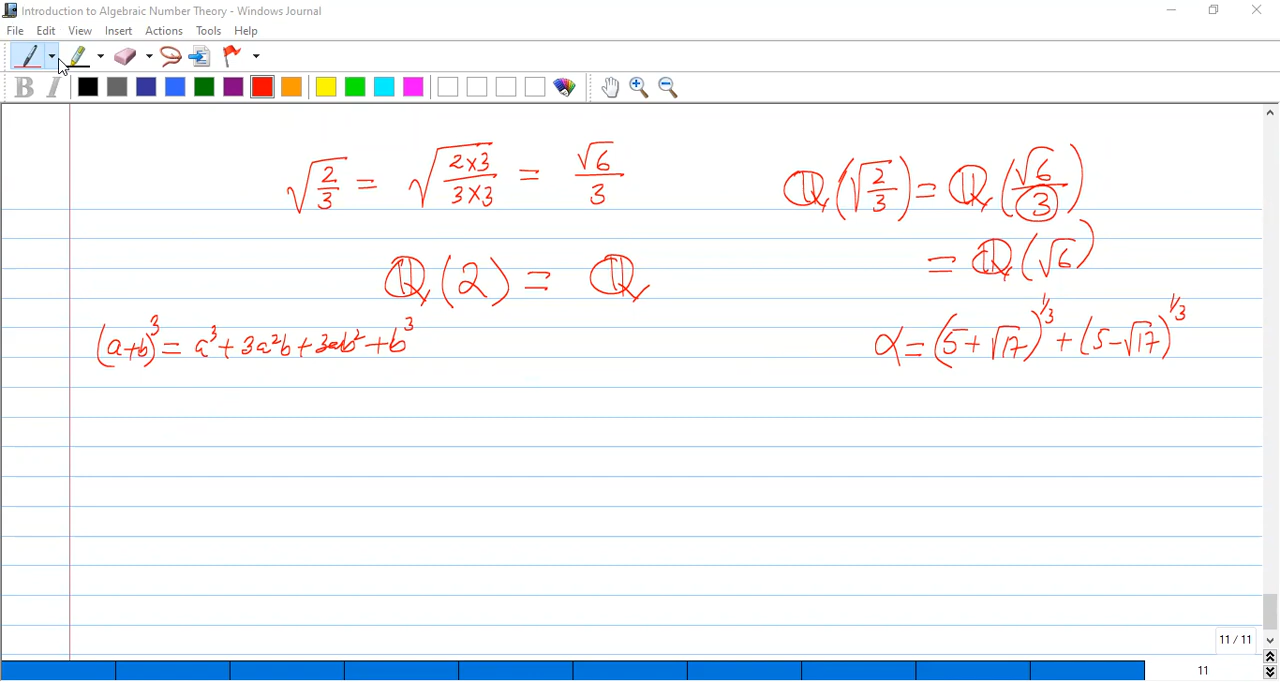 Introduction to Algebraic Number Theory - Windows Journal
File Edit View Insert Actions Tools Help
B I
√(2/3) = √((2×3)/(3×3)) = √6/3
ℚ(√(2/3)) = ℚ(√6/3)
= ℚ(√6)
ℚ(2) = ℚ
(a+b)³ = a³ + 3a²b + 3ab² + b³
α = (5+√17)^(1/3) + (5-√17)^(1/3)
11 / 11
11